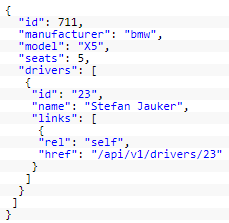 {
  "id": 711,
  "manufacturer": "bmw",
  "model": "X5",
  "seats": 5,
  "drivers": [
   {
    "id": "23",
    "name": "Stefan Jauker",
    "links": [
     {
     "rel": "self",
     "href": "/api/v1/drivers/23"
    }
   ]
  }
 ]
}